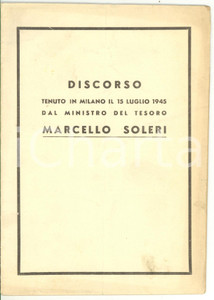 DISCORSO
TENUTO IN MILANO IL 15 LUGLIO 1945
DAL MINISTRO DEL TESORO
MARCELLO SOLERI